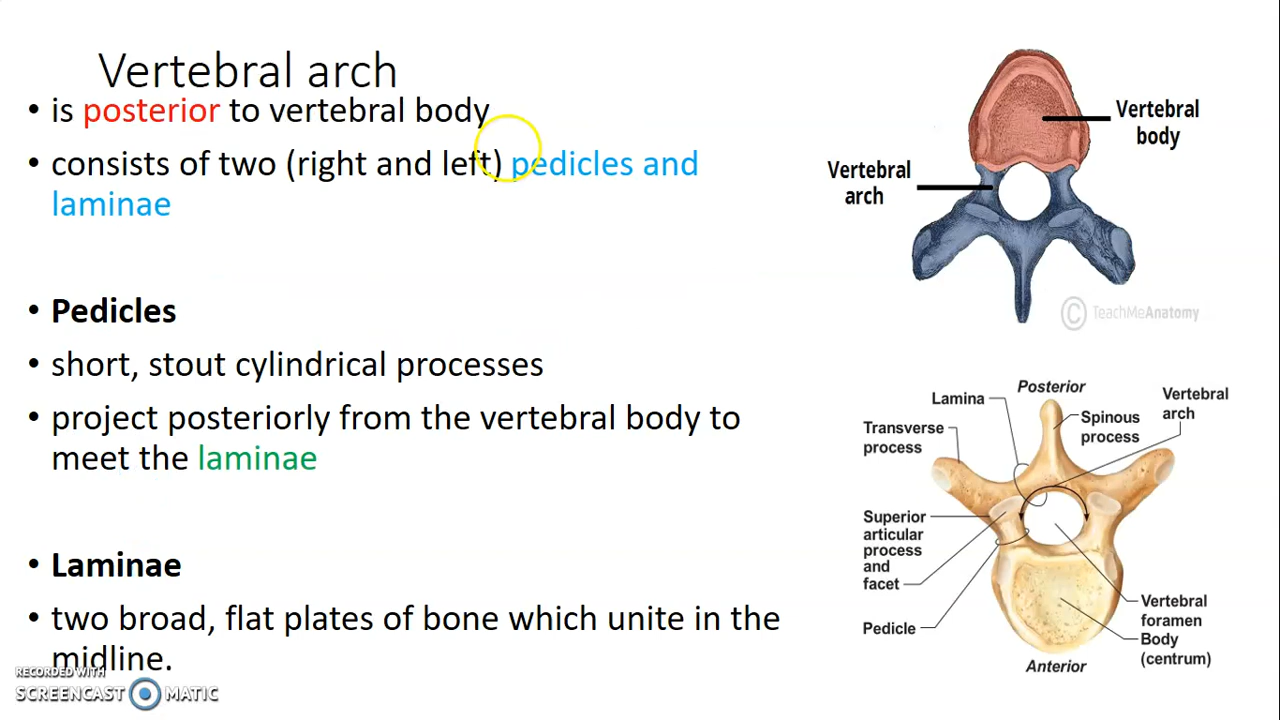 Vertebral arch
• is posterior to vertebral body
• consists of two (right and left) pedicles and
laminae
• Pedicles
• short, stout cylindrical processes
• project posteriorly from the vertebral body to
meet the laminae
• Laminae
• two broad, flat plates of bone which unite in the
midline.
Vertebral
body
Vertebral
arch
© TeachMeAnatomy
Posterior
Lamina
Vertebral
arch
Spinous
process
Transverse
process
Superior
articular
process
and
facet
Pedicle
Vertebral
foramen
Body
(centrum)
Anterior
RECORDED WITH
SCREENCAST MATIC